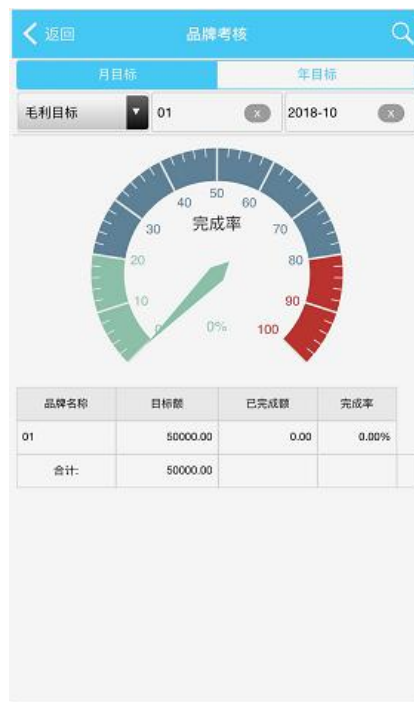 返回 品牌考核
月目标 年目标
毛利目标 01 x 2018-10 x
50
40 60
完成率
30 70
20 80
10 90
0 0% 100
品牌名称 目标额 已完成额 完成率
01 50000.00 0.00 0.00%
合计: 50000.00